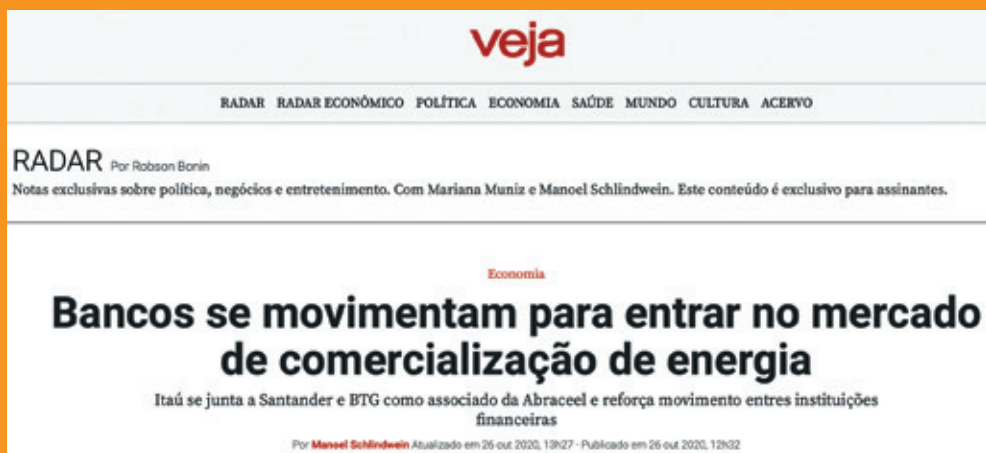 veja
RADAR RADAR ECONÔMICO POLÍTICA ECONOMIA SAÚDE MUNDO CULTURA ACERVO
RADAR Por Robson Bonin
Notas exclusivas sobre política, negócios e entretenimento. Com Mariana Muniz e Manoel Schlindwein. Este conteúdo é exclusivo para assinantes.
Economia
Bancos se movimentam para entrar no mercado
de comercialização de energia
Itaú se junta a Santander e BTG como associado da Abraceel e reforça movimento entres instituições
financeiras
Por Manoel Schlindwein Atualizado em 26 out 2020, 13h27 - Publicado em 26 out 2020, 12h32